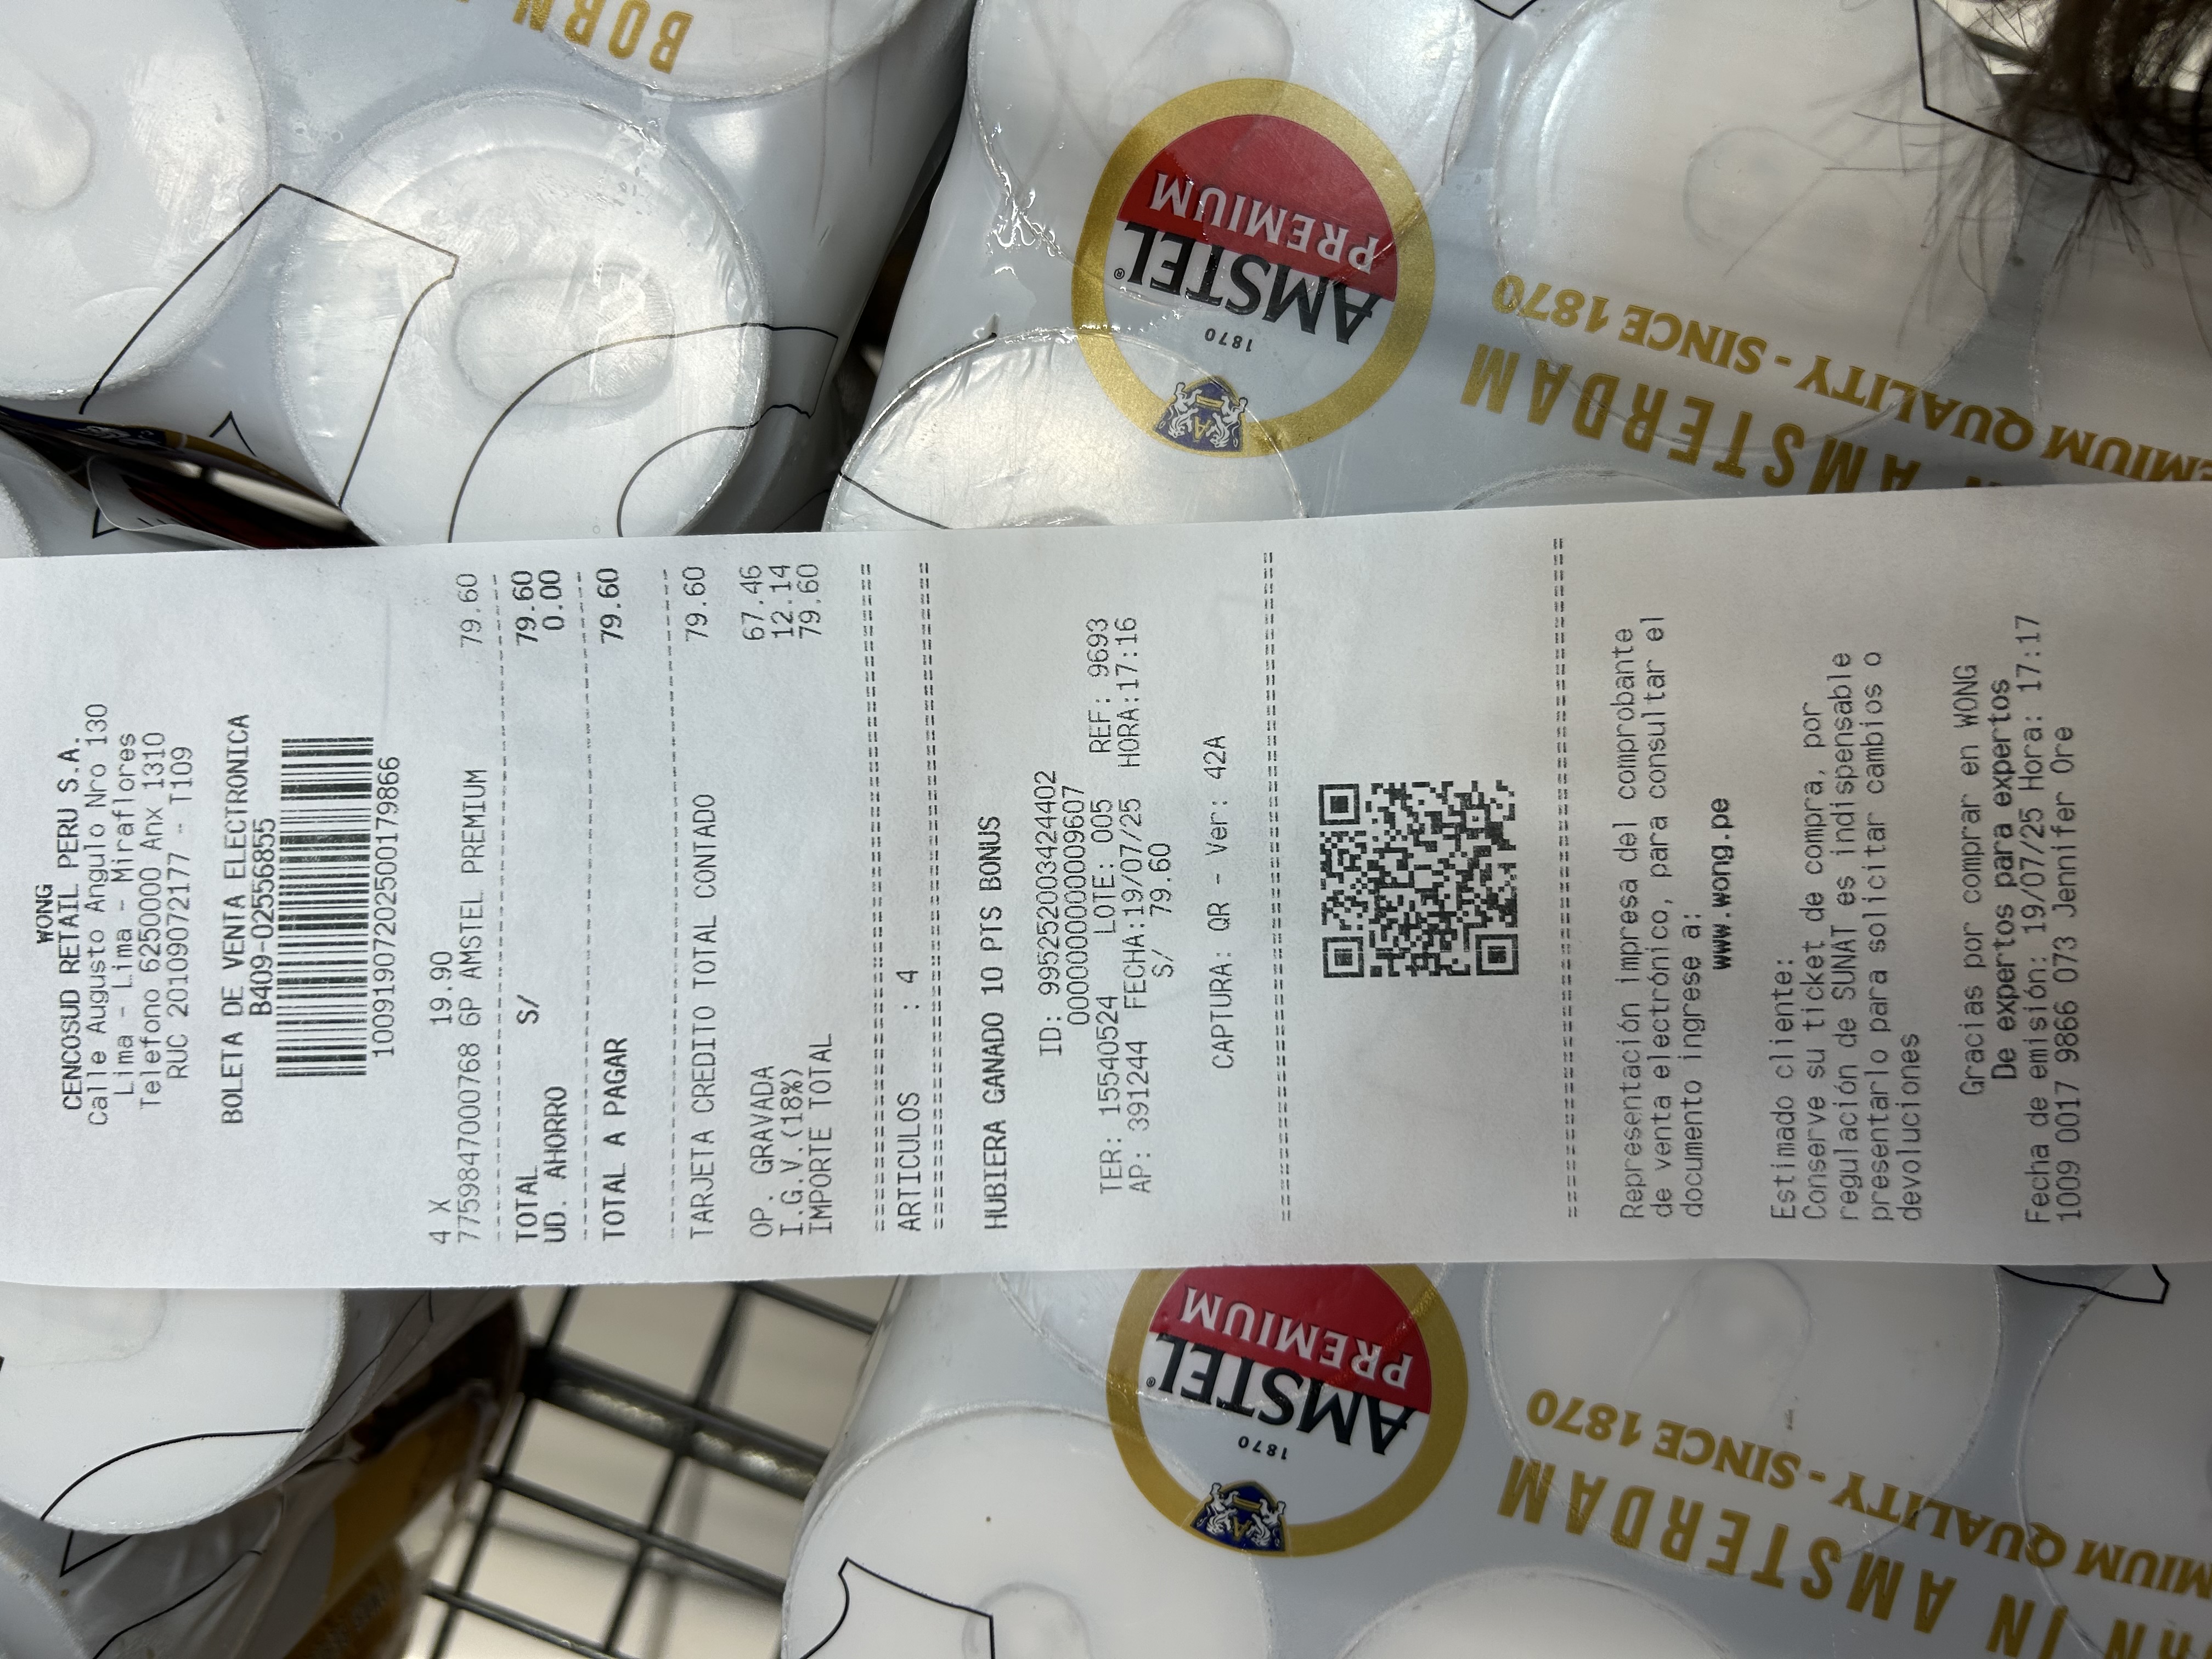 WONG
CENCOSUD RETAIL PERU S.A.
Calle Augusto Angulo Nro 130
Lima - Lima - Miraflores
Telefono 6250000 Anx 1310
RUC 20109072177 - T109
BOLETA DE VENTA ELECTRONICA
B409-02556855
10091907202500179866
4 X 19.90
7759847000768 6P AMSTEL PREMIUM 79.60
TOTAL S/ 79.60
UD. AHORRO 0.00
TOTAL A PAGAR 79.60
TARJETA CREDITO TOTAL CONTADO 79.60
OP. GRAVADA 67.46
I.G.V.(18%) 12.14
IMPORTE TOTAL 79.60
ARTICULOS : 4
HUBIERA GANADO 10 PTS BONUS
ID: 995252003424402
0000000000009607
TER: 15540524 LOTE: 005 REF: 9693
AP: 391244 FECHA:19/07/25 HORA:17:16
S/ 79.60
CAPTURA: QR - Ver: 42A
Representación impresa del comprobante
de venta electrónico, para consultar el
documento ingrese a:
www.wong.pe
Estimado cliente:
Conserve su ticket de compra, por
regulación de SUNAT es indispensable
presentarlo para solicitar cambios o
devoluciones
Gracias por comprar en WONG
De expertos para expertos
Fecha de emisión: 19/07/25 Hora: 17:17
1009 0017 9866 073 Jennifer Ore
1870
AMSTEL®
PREMIUM
IN AMSTERDAM
MIUM QUALITY - SINCE 1870
1870
AMSTEL®
PREMIUM
AMSTERDAM
EMIUM QUALITY - SINCE 1870
BORN